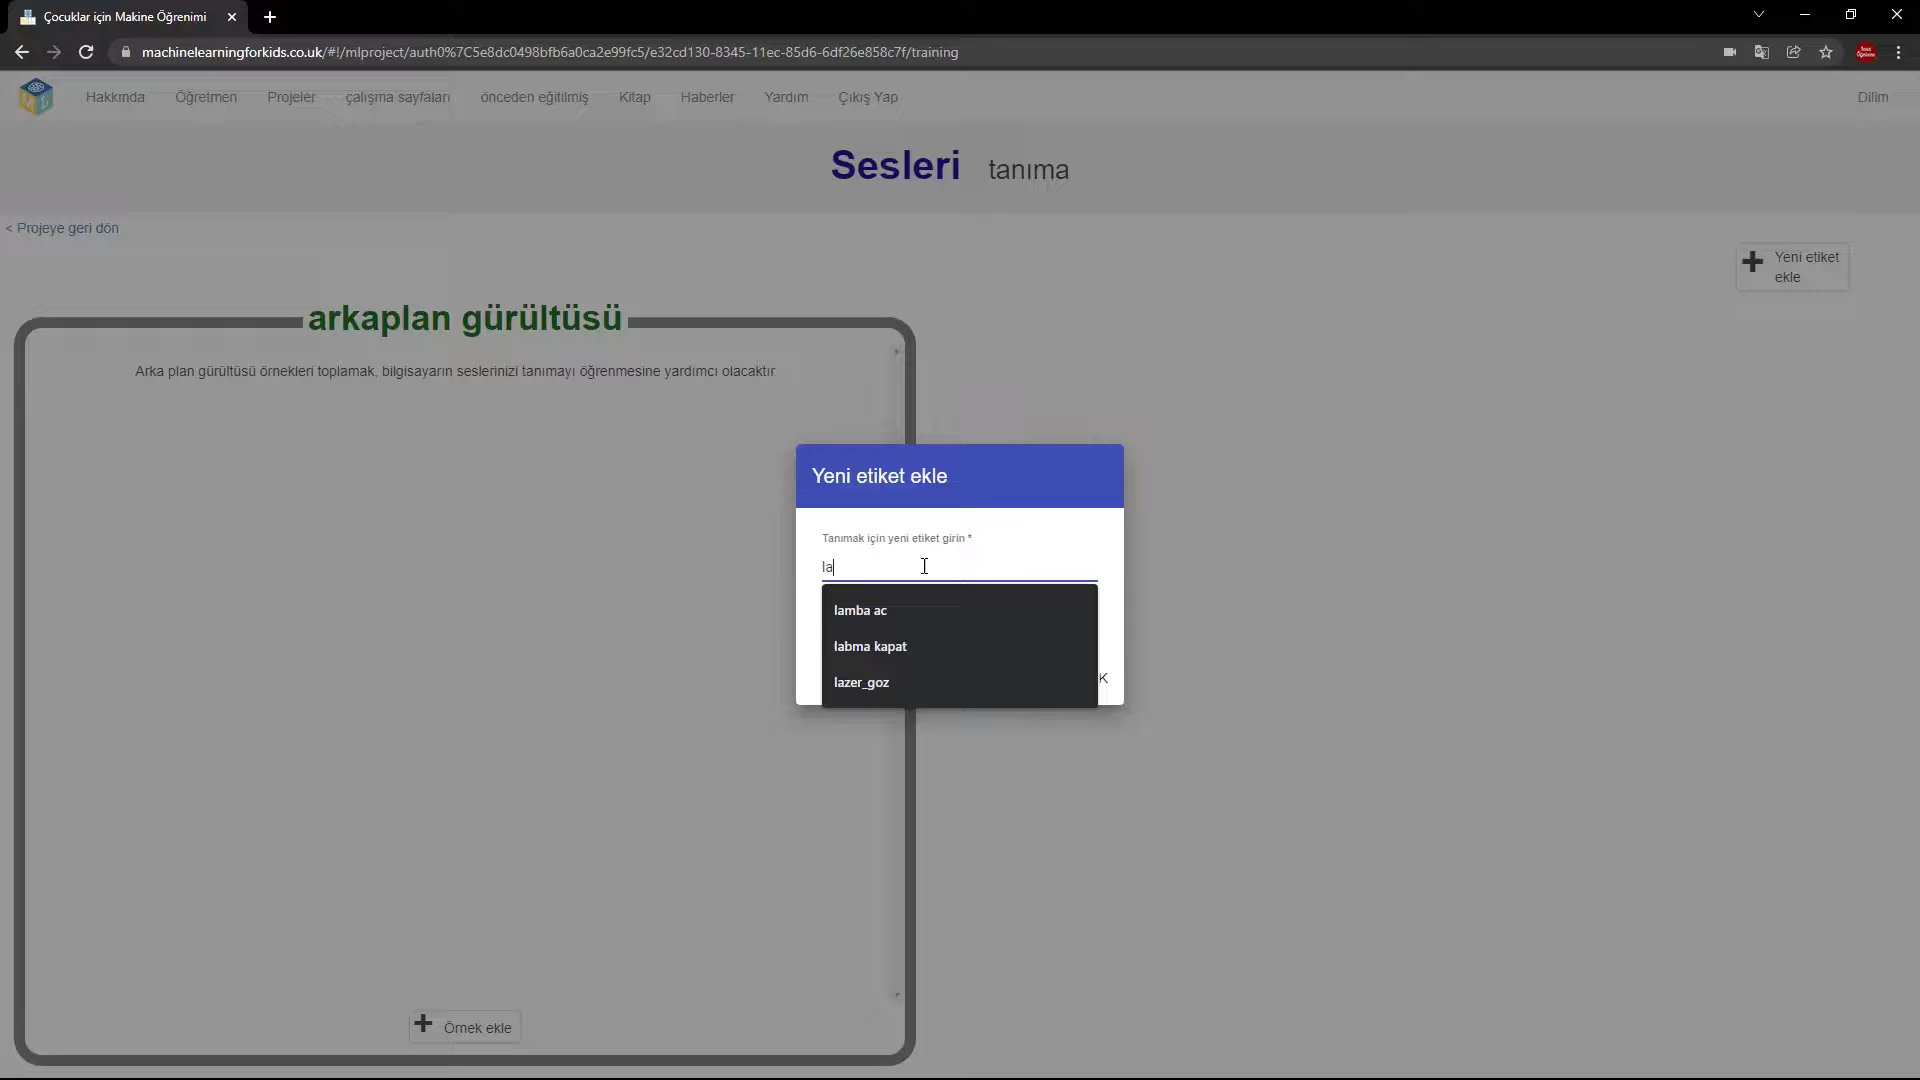 Çocuklar için Makine Öğrenimi
machinelearningforkids.co.uk/#!/mlproject/auth0%7C5e8dc0498bfb6a0ca2e99fc5/e32cd130-8345-11ec-85d6-6df26e858c7f/training
Hakkında Öğretmen Projeler çalışma sayfaları önceden eğitilmiş Kitap Haberler Yardım Çıkış Yap Dilim
Sesleri tanıma
< Projeye geri dön
Yeni etiket
ekle
arkaplan gürültüsü
Arka plan gürültüsü örnekleri toplamak, bilgisayarın seslerinizi tanımayı öğrenmesine yardımcı olacaktır
Yeni etiket ekle
Tanımak için yeni etiket girin *
la
lamba ac
labma kapat
lazer_goz
K
Örnek ekle